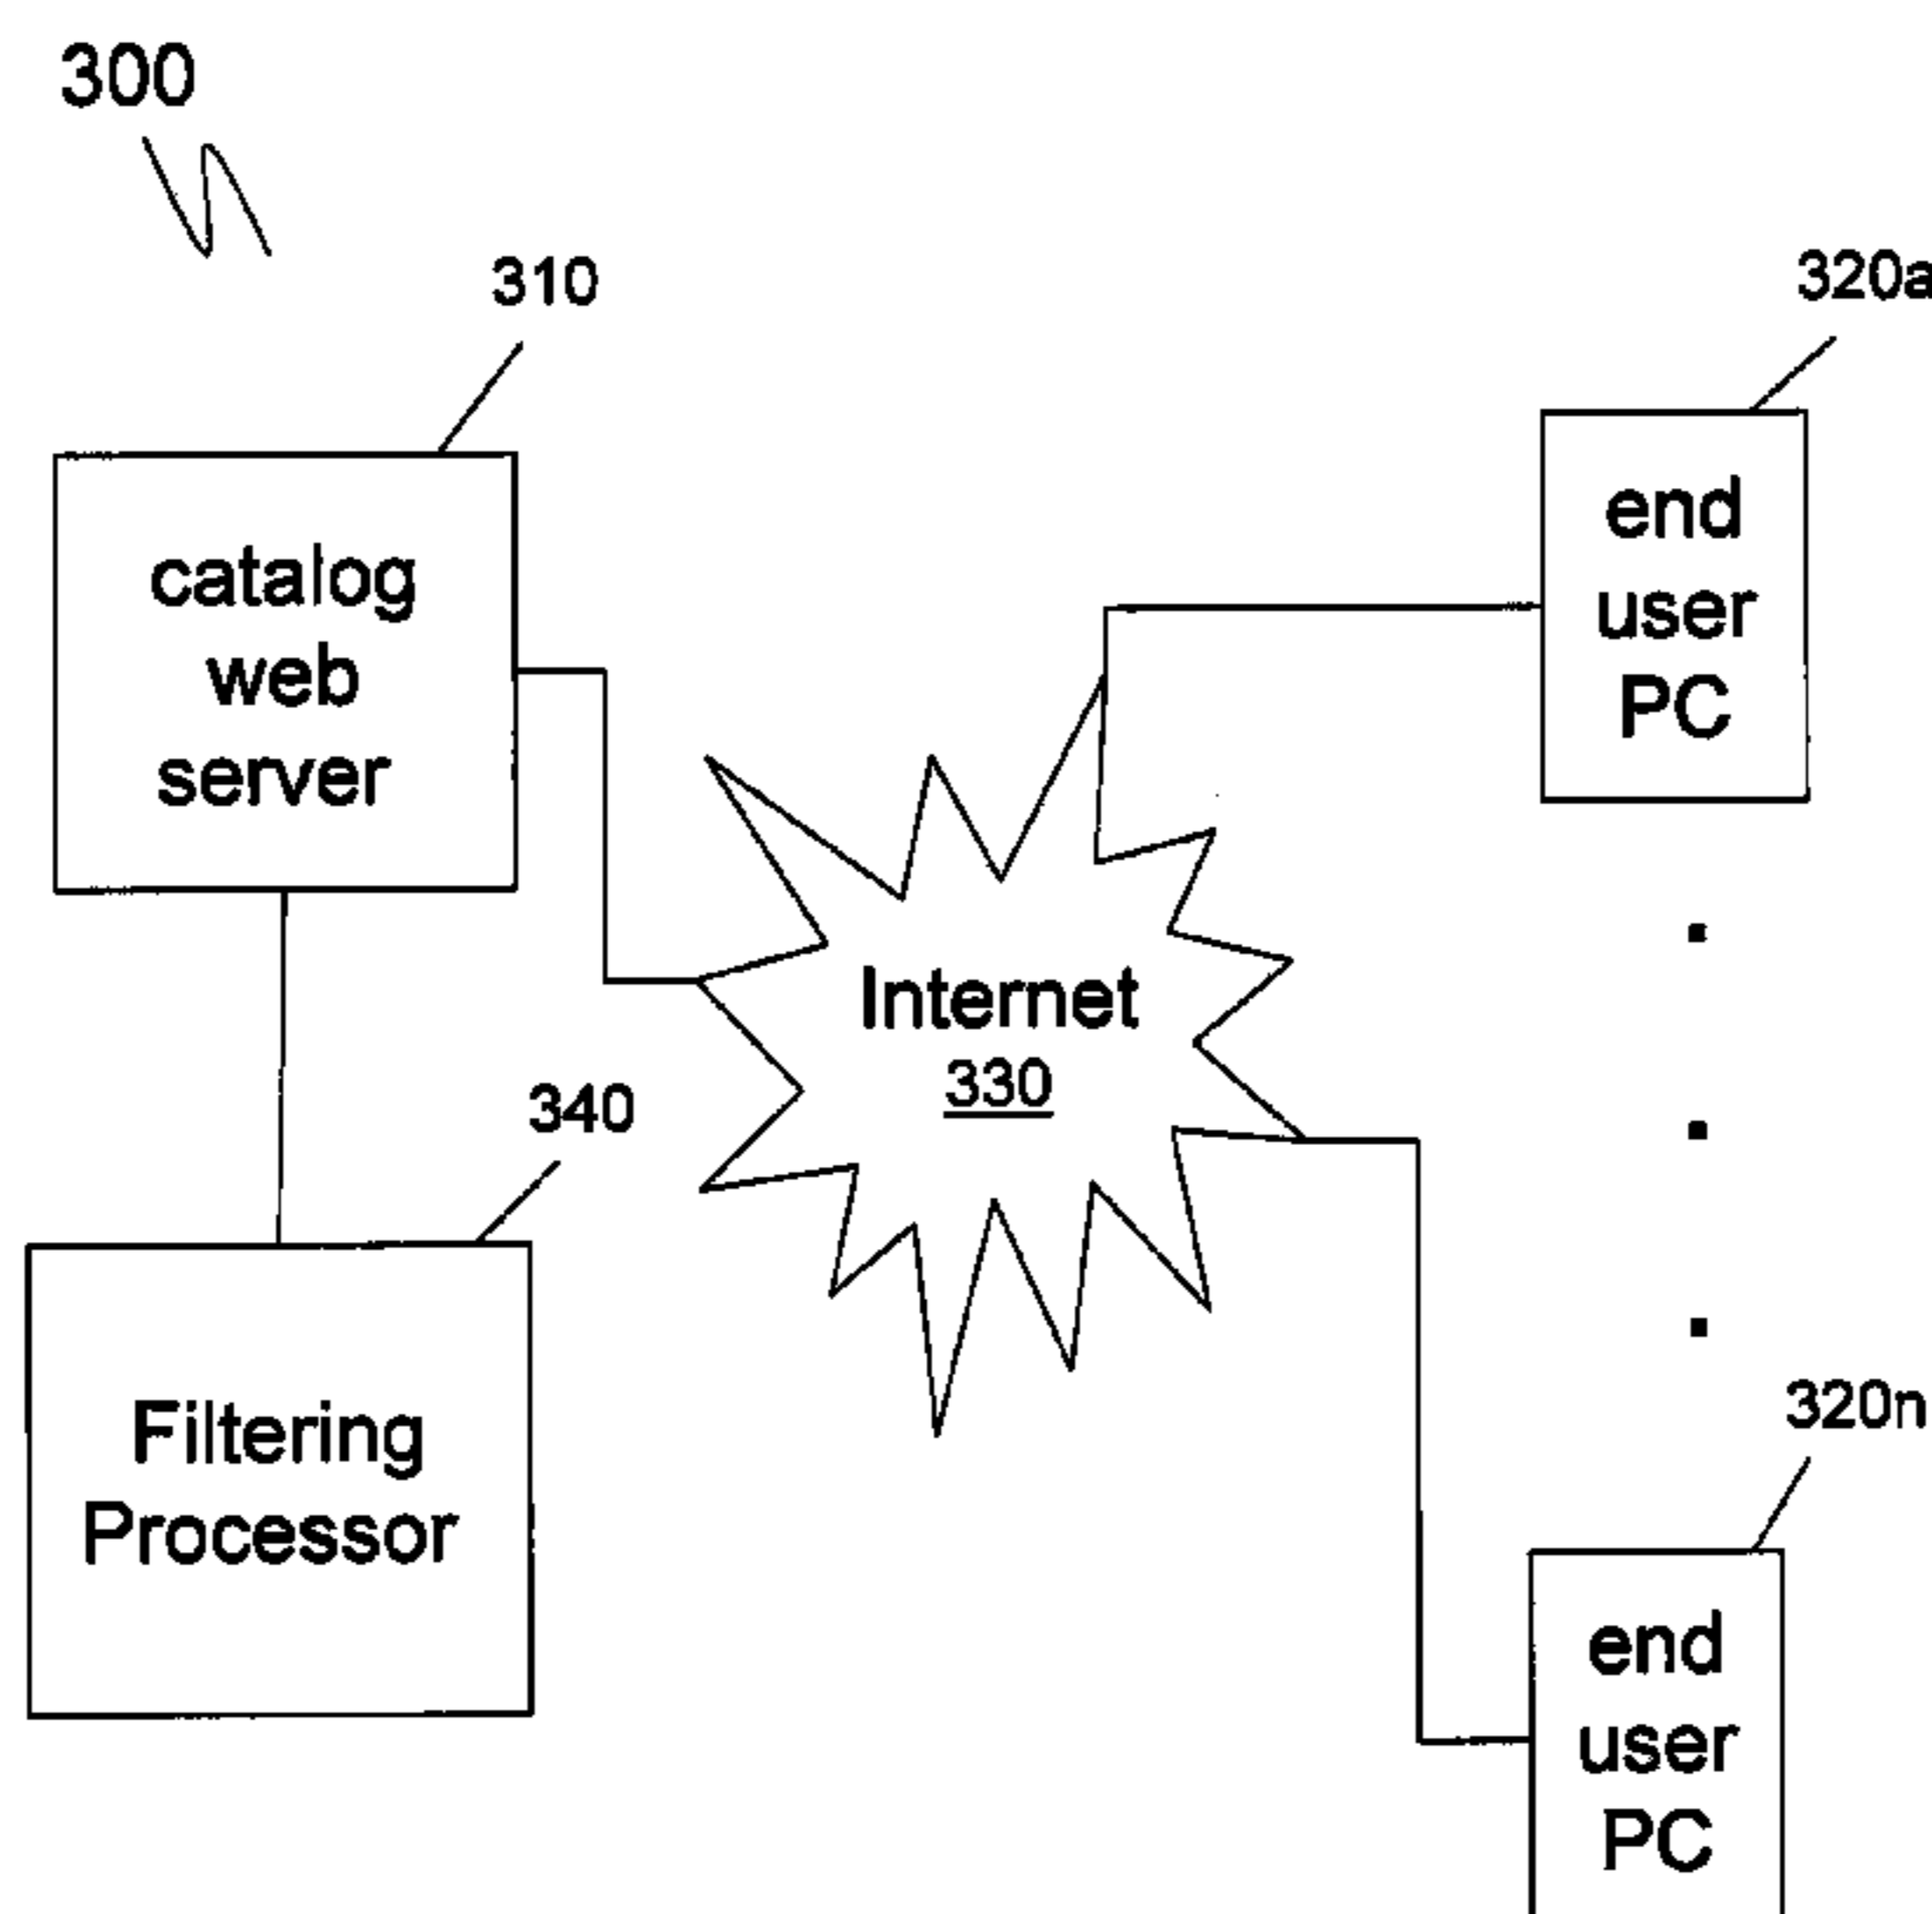 300
310
320a
catalog
web
server
end
user
PC
Internet
330
340
Filtering
Processor
320n
end
user
PC